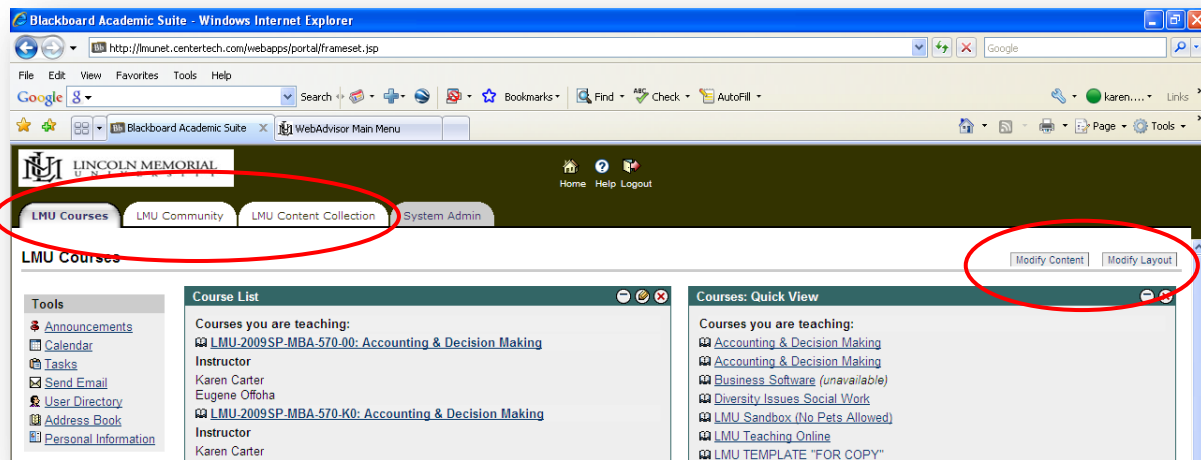 Blackboard Academic Suite - Windows Internet Explorer
http://lmunet.centertech.com/webapps/portal/frameset.jsp
Google
File Edit View Favorites Tools Help
Google Search Bookmarks Find Check AutoFill karen.... Links
Blackboard Academic Suite X WebAdvisor Main Menu Page Tools
LINCOLN MEMORIAL
UNIVERSITY
Home Help Logout
LMU Courses LMU Community LMU Content Collection System Admin
LMU Courses
Modify Content Modify Layout
Tools
Announcements
Calendar
Tasks
Send Email
User Directory
Address Book
Personal Information
Course List
Courses you are teaching:
LMU-2009SP-MBA-570-00: Accounting & Decision Making
Instructor
Karen Carter
Eugene Offoha
LMU-2009SP-MBA-570-K0: Accounting & Decision Making
Instructor
Karen Carter
Courses: Quick View
Courses you are teaching:
Accounting & Decision Making
Accounting & Decision Making
Business Software (unavailable)
Diversity Issues Social Work
LMU Sandbox (No Pets Allowed)
LMU Teaching Online
LMU TEMPLATE "FOR COPY"